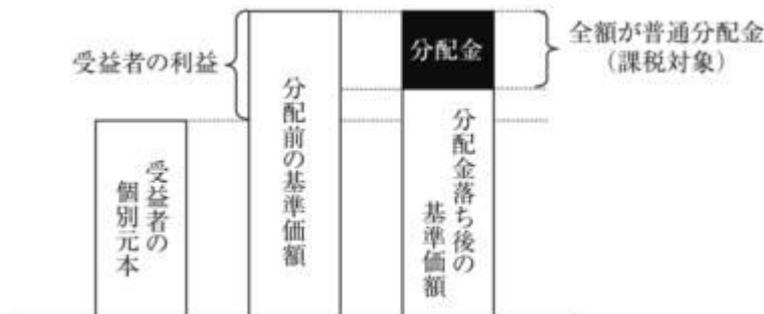 受益者の利益
分配前の基準価額
分配金
全額が普通分配金
（課税対象）
受益者の
個別元本
分配金落ち後の
基準価額